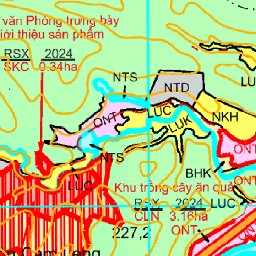 văn Phòng trưng bày
giới thiệu sản phẩm
RSX 2024
SKC 0.34ha
NTS
NTD
ONT
LUC
LUK
NKH
NTS
ONT
BHK
LUC
Khu trồng cây ăn quả
RSX 2024
CLN 3.16ha
LUC
227,2
ONT